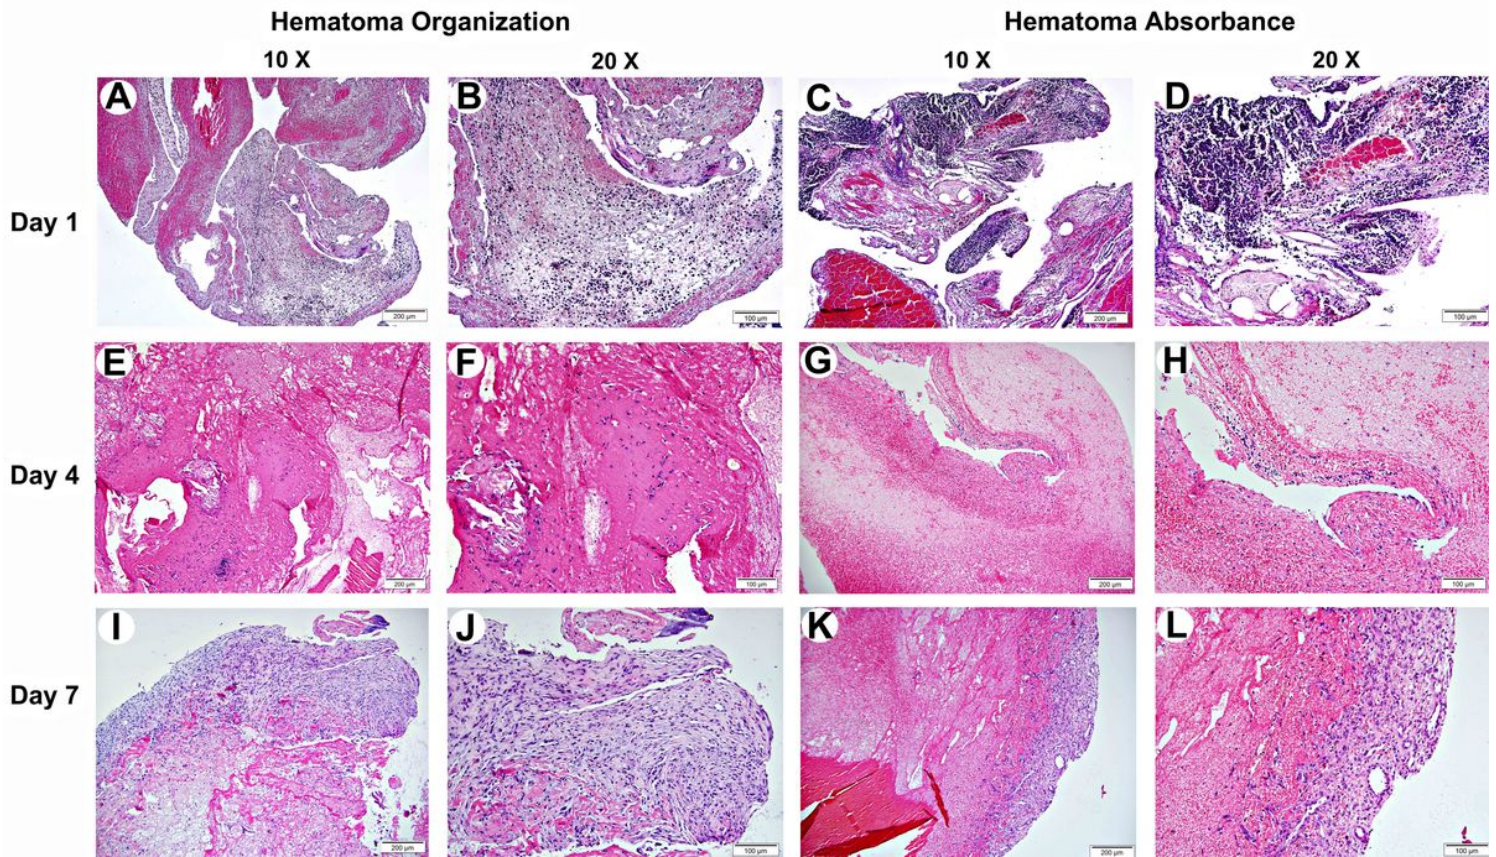 Hematoma Organization Hematoma Absorbance
10 X 20 X 10 X 20 X
Day 1
A B C D
200 µm 100 µm 200 µm 100 µm
Day 4
E F G H
200 µm 100 µm 200 µm 100 µm
Day 7
I J K L
200 µm 100 µm 200 µm 100 µm